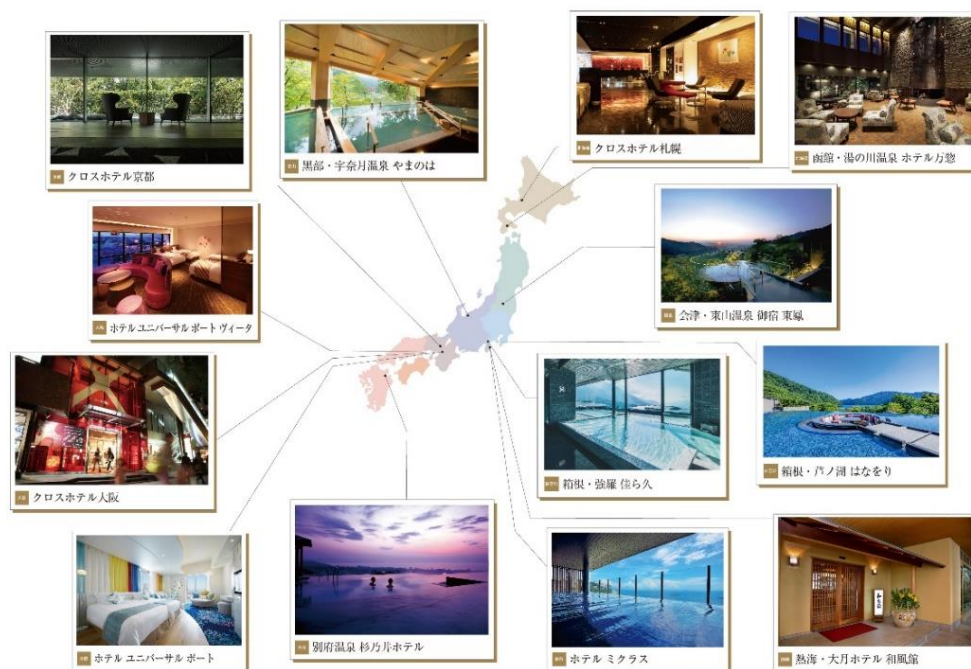 クロスホテル京都
黒部・宇奈月温泉 やまのは
クロスホテル札幌
函館・湯の川温泉 ホテル万惣
ホテル ユニバーサル ポート ヴィータ
会津・東山温泉 御宿 東鳳
クロスホテル大阪
箱根・強羅 佳ら久
箱根・芦ノ湖 はなをり
ホテル ユニバーサル ポート
別府温泉 杉乃井ホテル
ホテル ミクラス
熱海・大月ホテル 和風館